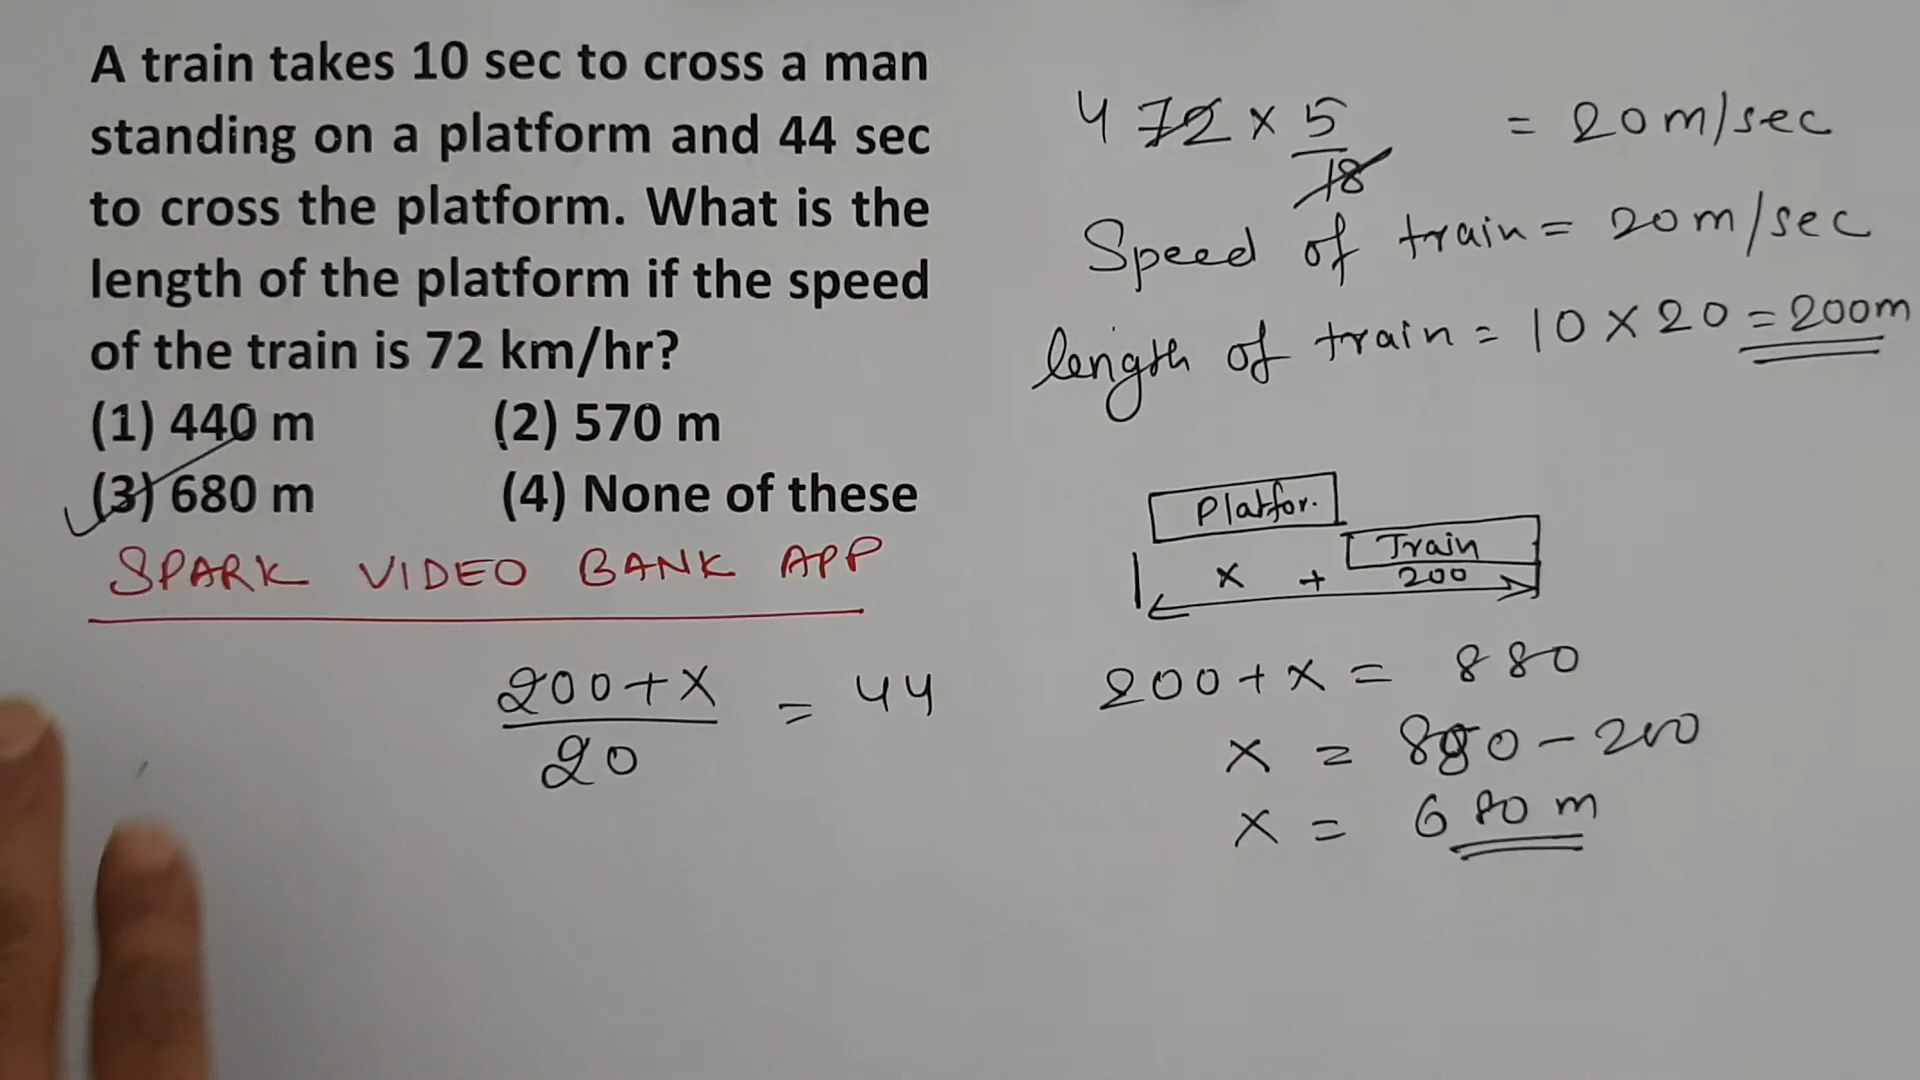 A train takes 10 sec to cross a man
standing on a platform and 44 sec
to cross the platform. What is the
length of the platform if the speed
of the train is 72 km/hr?
(1) 440 m (2) 570 m
(3) 680 m (4) None of these
SPARK VIDEO BANK APP
200+x
20
= 44
4 72 x 5
18
= 20m/sec
Speed of train = 20m/sec
length of train = 10 x 20 = 200m
Platfor.
Train
x + 200
200+x = 880
x = 880-200
x = 680 m